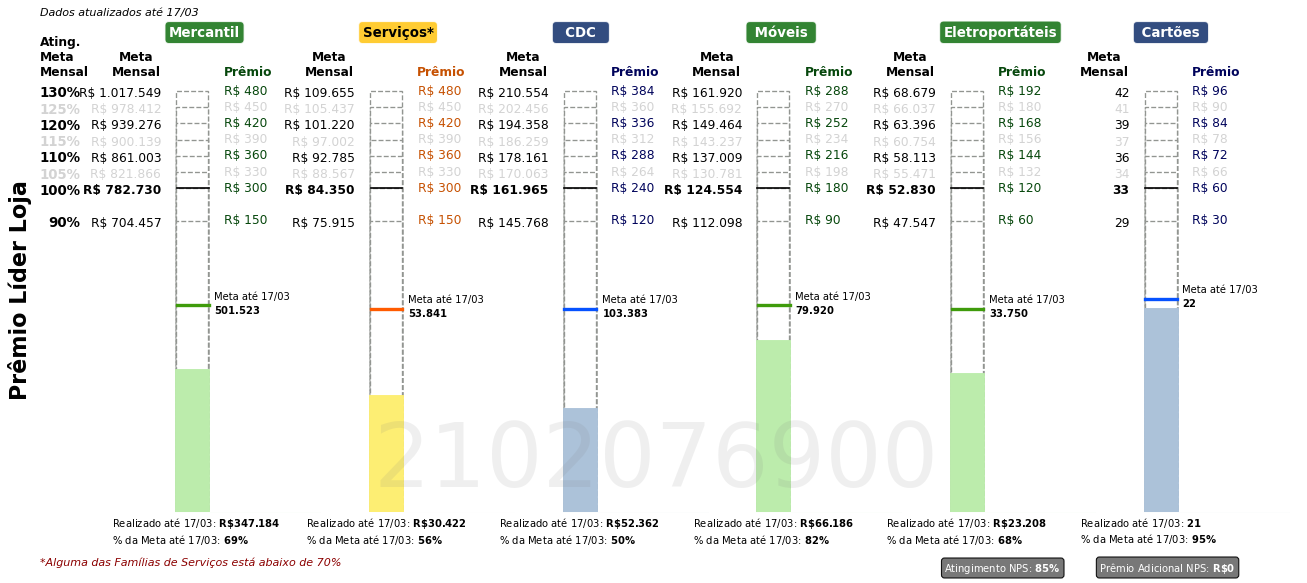 Dados atualizados até 17/03
Mercantil Serviços* CDC Móveis Eletroportáteis Cartões
Ating. Meta Mensal Meta Mensal Prêmio Meta Mensal Prêmio Meta Mensal Prêmio Meta Mensal Prêmio Meta Mensal Prêmio Meta Mensal Prêmio
130% R$ 1.017.549 R$ 480 R$ 109.655 R$ 480 R$ 210.554 R$ 384 R$ 161.920 R$ 288 R$ 68.679 R$ 192 42 R$ 96
125% R$ 978.412 R$ 450 R$ 105.437 R$ 450 R$ 202.456 R$ 360 R$ 155.692 R$ 270 R$ 66.037 R$ 180 41 R$ 90
120% R$ 939.276 R$ 420 R$ 101.220 R$ 420 R$ 194.358 R$ 336 R$ 149.464 R$ 252 R$ 63.396 R$ 168 39 R$ 84
115% R$ 900.139 R$ 390 R$ 97.002 R$ 390 R$ 186.259 R$ 312 R$ 143.237 R$ 234 R$ 60.754 R$ 156 37 R$ 78
110% R$ 861.003 R$ 360 R$ 92.785 R$ 360 R$ 178.161 R$ 288 R$ 137.009 R$ 216 R$ 58.113 R$ 144 36 R$ 72
105% R$ 821.866 R$ 330 R$ 88.567 R$ 330 R$ 170.063 R$ 264 R$ 130.781 R$ 198 R$ 55.471 R$ 132 34 R$ 66
100% R$ 782.730 R$ 300 R$ 84.350 R$ 300 R$ 161.965 R$ 240 R$ 124.554 R$ 180 R$ 52.830 R$ 120 33 R$ 60
90% R$ 704.457 R$ 150 R$ 75.915 R$ 150 R$ 145.768 R$ 120 R$ 112.098 R$ 90 R$ 47.547 R$ 60 29 R$ 30
Prêmio Líder Loja
Meta até 17/03 Meta até 17/03 Meta até 17/03 Meta até 17/03 Meta até 17/03 Meta até 17/03
501.523 53.841 103.383 79.920 33.750 22
2102076900
Realizado até 17/03: R$347.184 Realizado até 17/03: R$30.422 Realizado até 17/03: R$52.362 Realizado até 17/03: R$66.186 Realizado até 17/03: R$23.208 Realizado até 17/03: 21
% da Meta até 17/03: 69% % da Meta até 17/03: 56% % da Meta até 17/03: 50% % da Meta até 17/03: 82% % da Meta até 17/03: 68% % da Meta até 17/03: 95%
*Alguma das Famílias de Serviços está abaixo de 70% Atingimento NPS: 85% Prêmio Adicional NPS: R$0